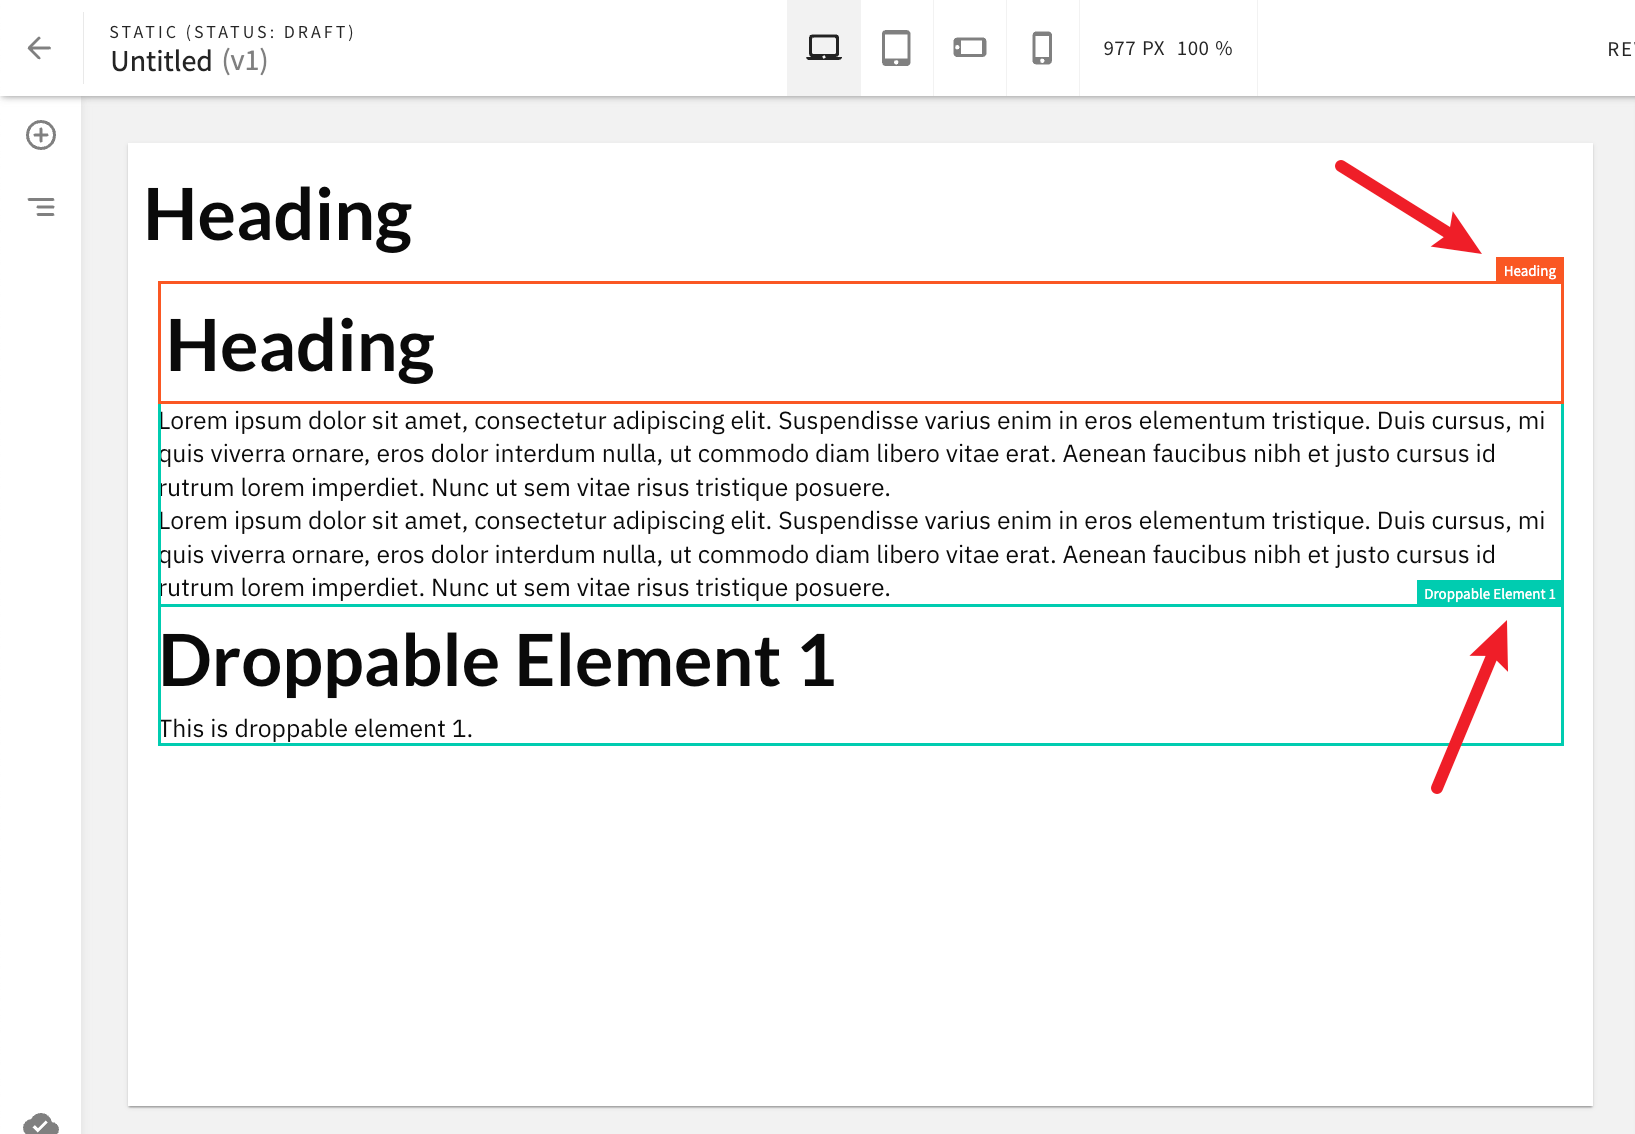 STATIC (STATUS: DRAFT)
Untitled (v1)
977 PX 100 %
RE
Heading
Heading
Heading
Lorem ipsum dolor sit amet, consectetur adipiscing elit. Suspendisse varius enim in eros elementum tristique. Duis cursus, mi
quis viverra ornare, eros dolor interdum nulla, ut commodo diam libero vitae erat. Aenean faucibus nibh et justo cursus id
rutrum lorem imperdiet. Nunc ut sem vitae risus tristique posuere.
Lorem ipsum dolor sit amet, consectetur adipiscing elit. Suspendisse varius enim in eros elementum tristique. Duis cursus, mi
quis viverra ornare, eros dolor interdum nulla, ut commodo diam libero vitae erat. Aenean faucibus nibh et justo cursus id
rutrum lorem imperdiet. Nunc ut sem vitae risus tristique posuere.
Droppable Element 1
Droppable Element 1
This is droppable element 1.